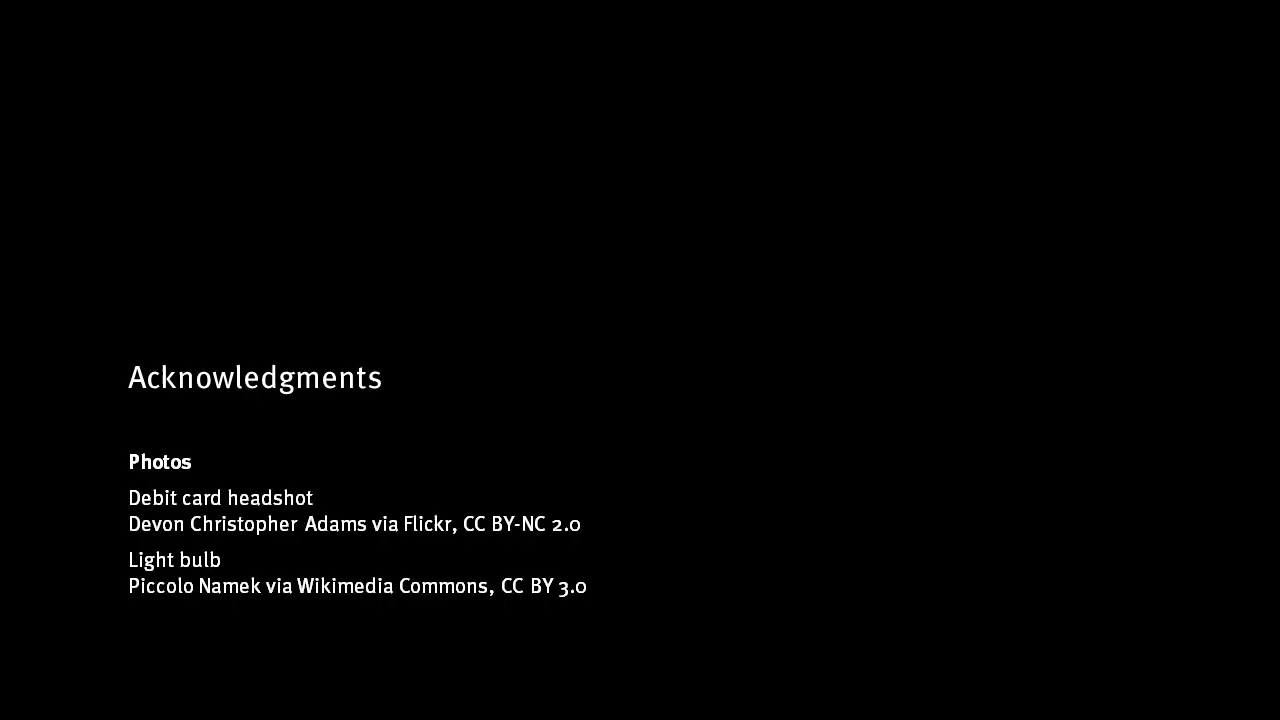 Acknowledgments
Photos
Debit card headshot
Devon Christopher Adams via Flickr, CC BY-NC 2.0
Light bulb
Piccolo Namek via Wikimedia Commons, CC BY 3.0